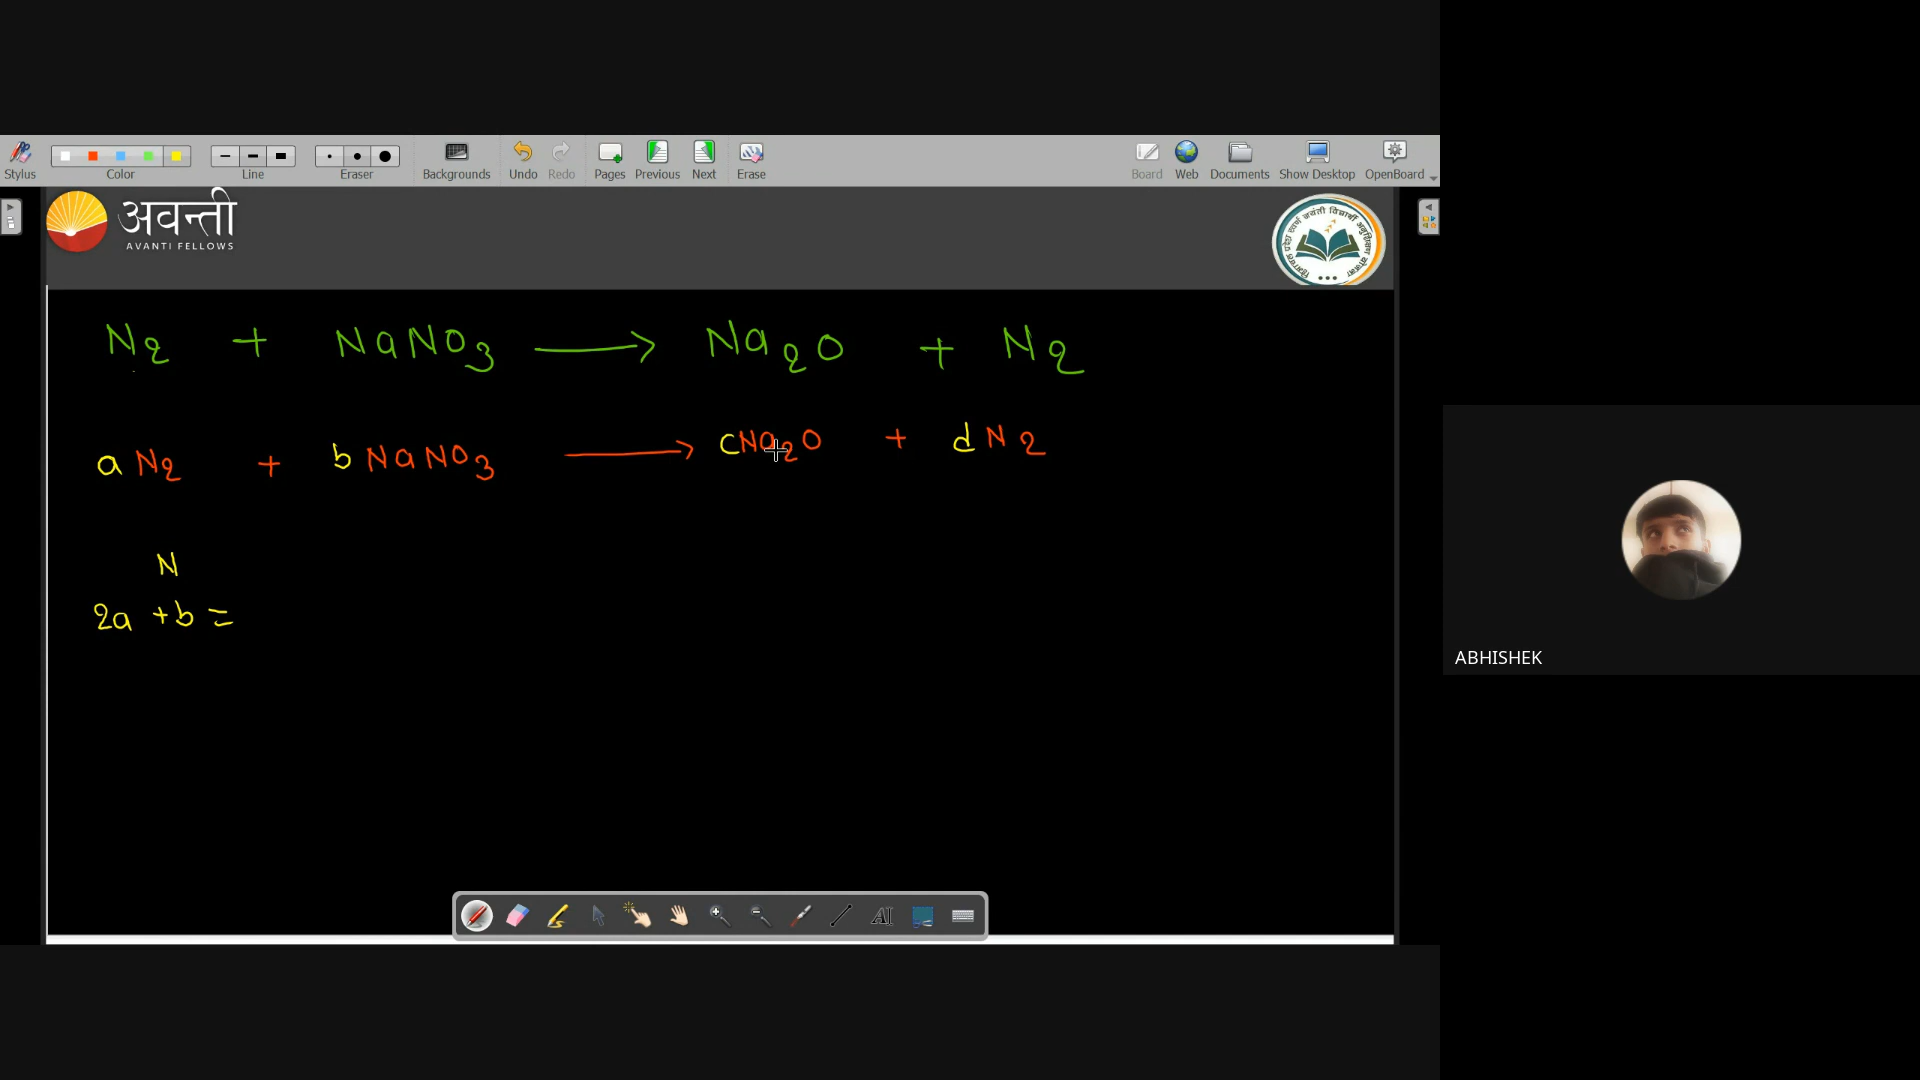 Stylus Color Line Eraser Backgrounds Undo Redo Pages Previous Next Erase Board Web Documents Show Desktop OpenBoard
अवन्ती
AVANTI FELLOWS
N2 + NaNO3 → Na2O + N2
a N2 + b NaNO3 → cNa2O + d N2
N
2a + b =
AI
ABHISHEK